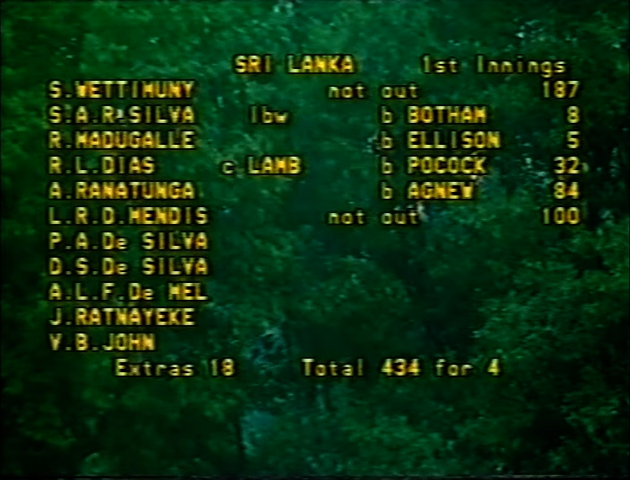 SRI LANKA 1st Innings
S.WETTIMUNY not out 187
S.A.R.SILVA lbw b BOTHAM 8
R.MADUGALLE b ELLISON 5
R.L.DIAS c LAMB b POCOCK 32
A.RANATUNGA b AGNEW 84
L.R.D.MENDIS not out 100
P.A.De SILVA
D.S.De SILVA
A.L.F.De MEL
J.RATNAYEKE
V.B.JOHN
Extras 18 Total 434 for 4